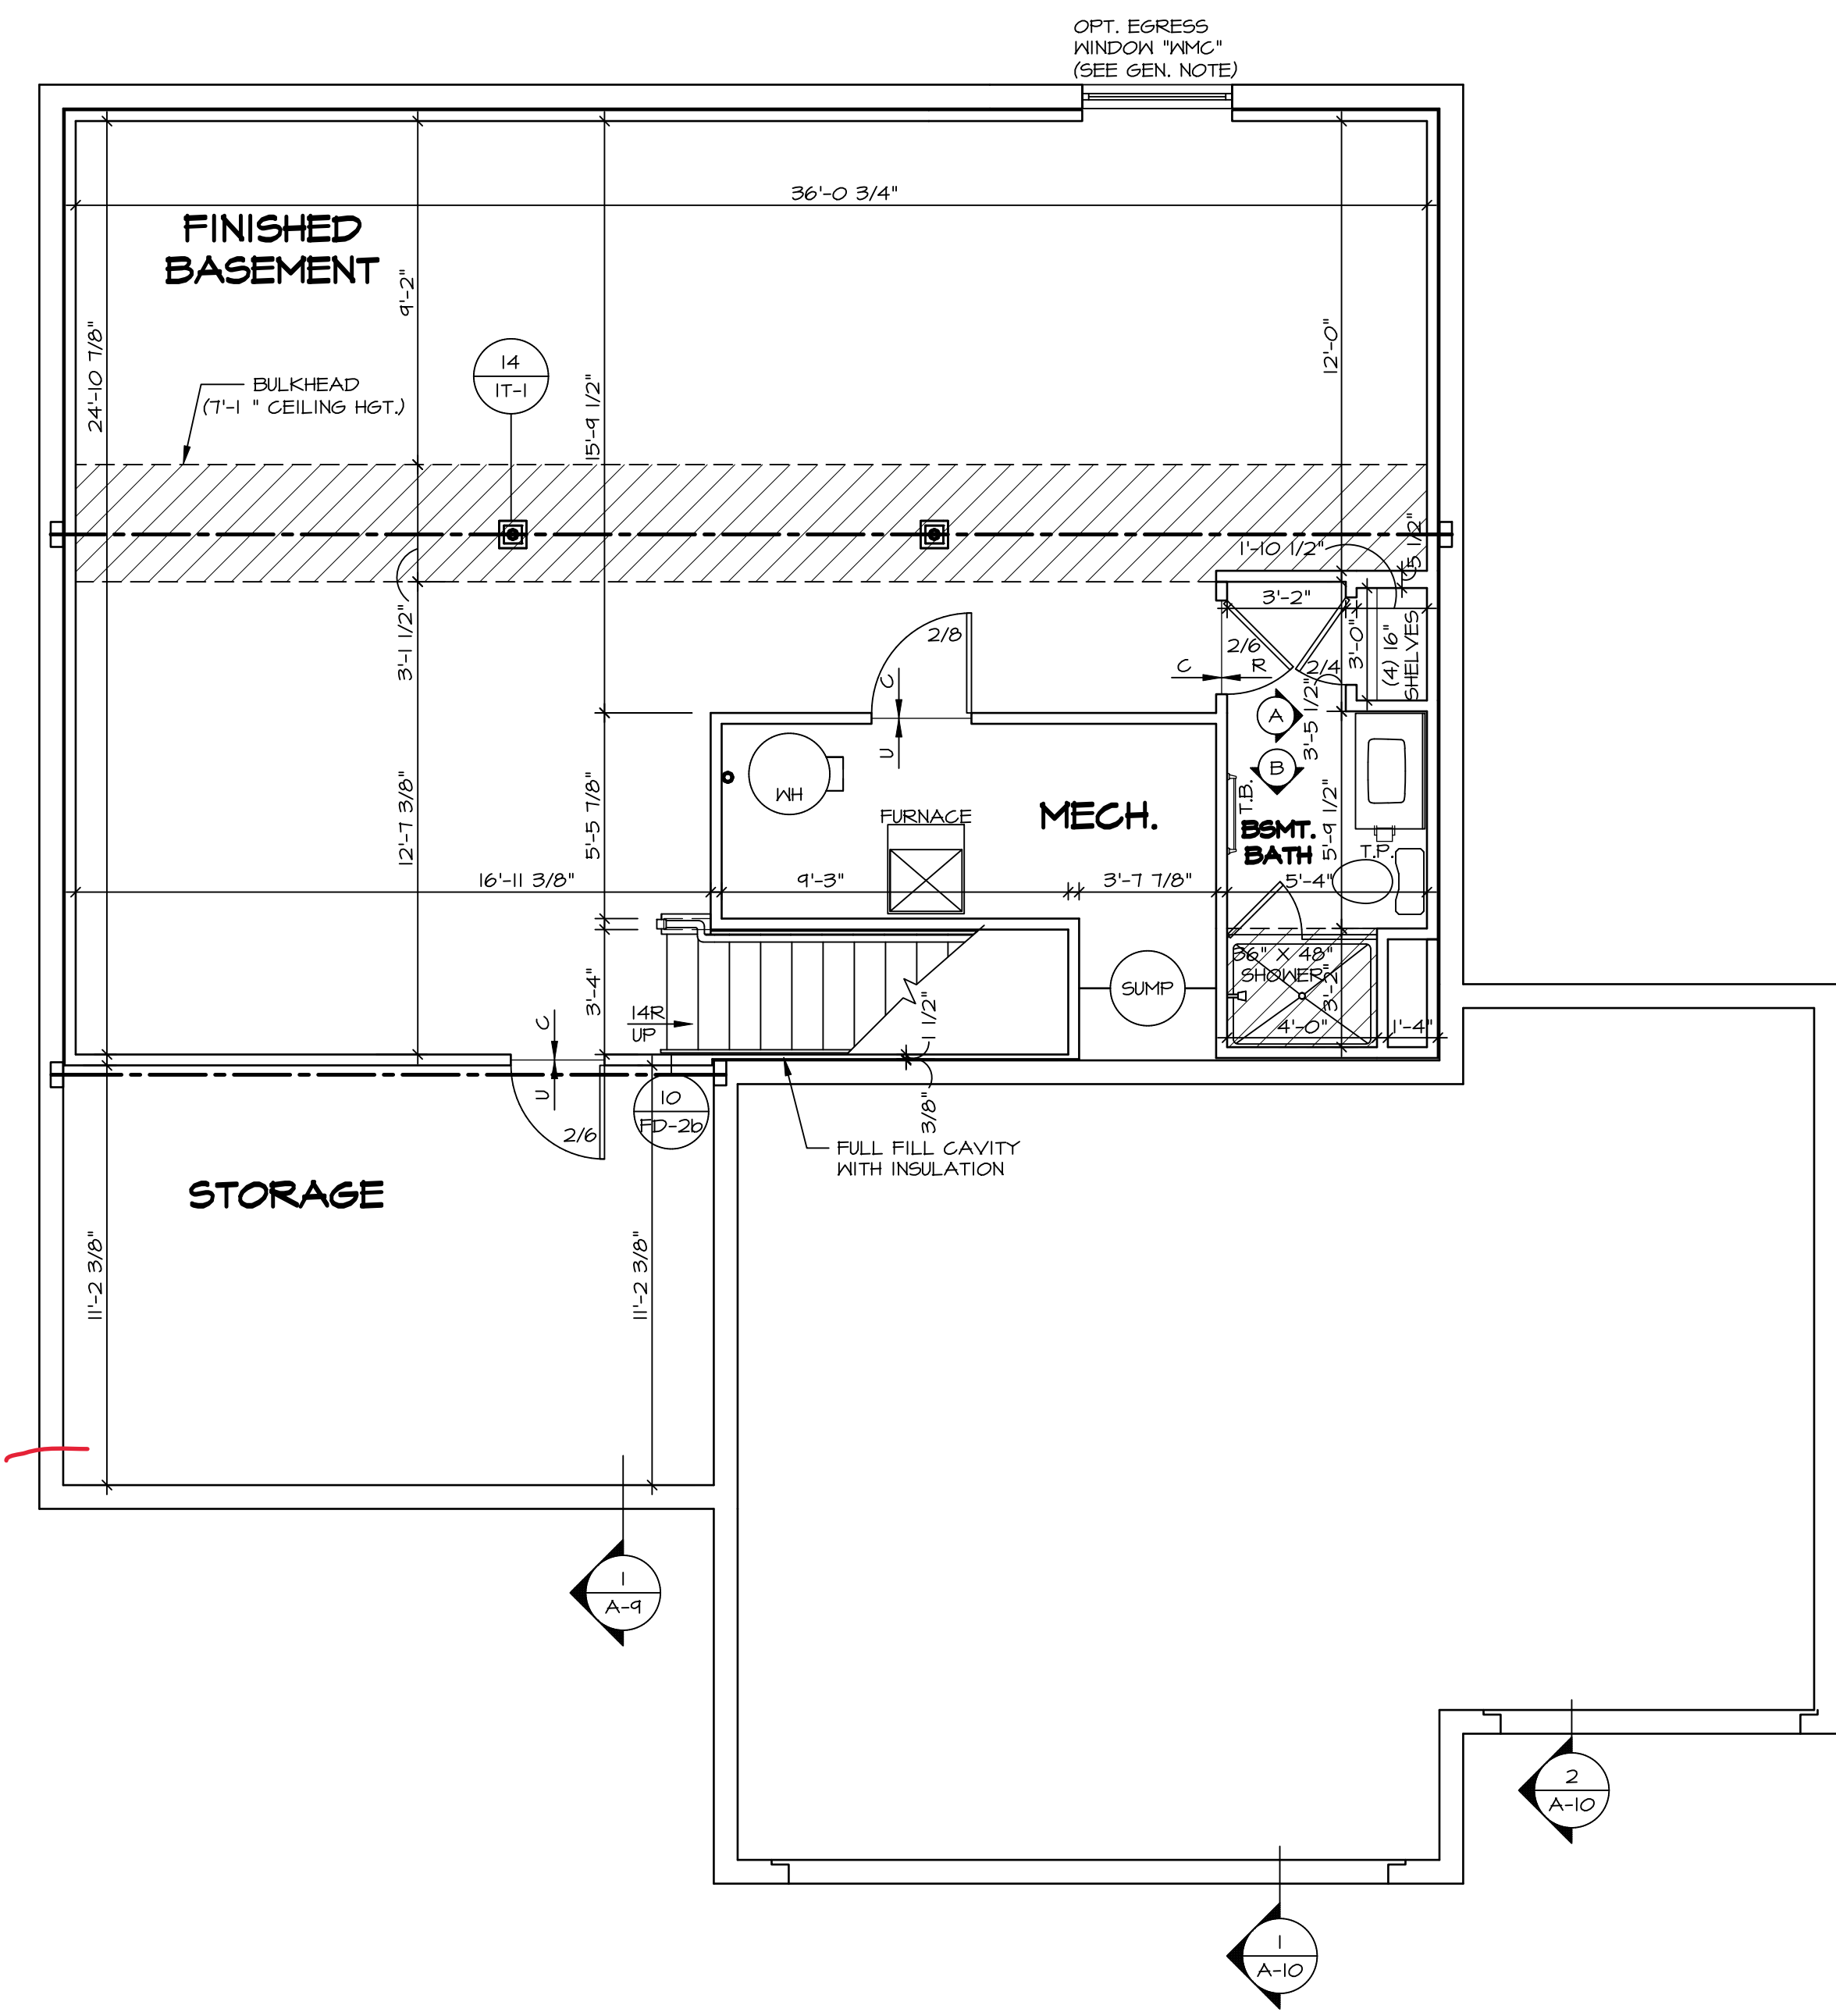 OPT. EGRESS
WINDOW "WMC"
(SEE GEN. NOTE)
36'-0 3/4"
FINISHED
BASEMENT
9'-2"
24'-10 7/8"
12'-0"
14
1T-1
15'-9 1/2"
BULKHEAD
(7'-1 " CEILING HGT.)
5 1/2"
1'-10 1/2"
3'-2"
3'-1 1/2"
2/8
2/6
3'-0"
(4) 16"
SHELVES
C
R
2/4
C
3'-5 1/2"
A
U
B
WH
T.B.
12'-7 3/8"
5'-5 7/8"
FURNACE
MECH.
BSMT.
BATH
5'-9 1/2"
T.P.
16'-11 3/8"
9'-3"
3'-7 7/8"
5'-4"
36" X 48"
SHOWER
3'-2"
3'-4"
SUMP
14R
UP
1 1/2"
4'-0"
1'-4"
C
U
10
FD-2b
3/8"
2/6
FULL FILL CAVITY
WITH INSULATION
STORAGE
11'-2 3/8"
11'-2 3/8"
1
A-9
2
A-10
1
A-10